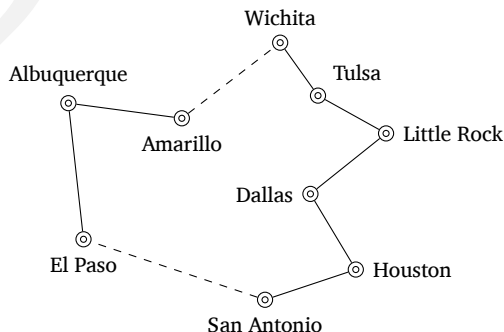 Wichita
Albuquerque
Tulsa
Amarillo
Little Rock
Dallas
El Paso
Houston
San Antonio